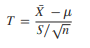 T = (X̄ − μ) / (S/√n)